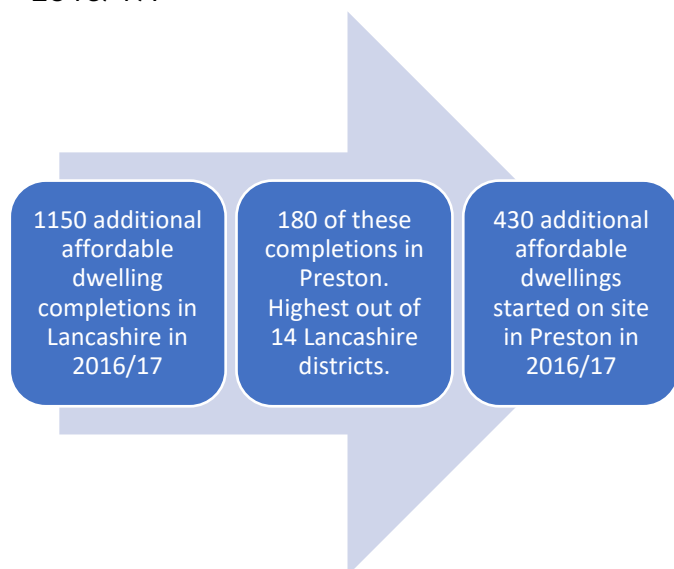 1150 additional
affordable
dwelling
completions in
Lancashire in
2016/17
180 of these
completions in
Preston.
Highest out of
14 Lancashire
districts.
430 additional
affordable
dwellings
started on site
in Preston in
2016/17